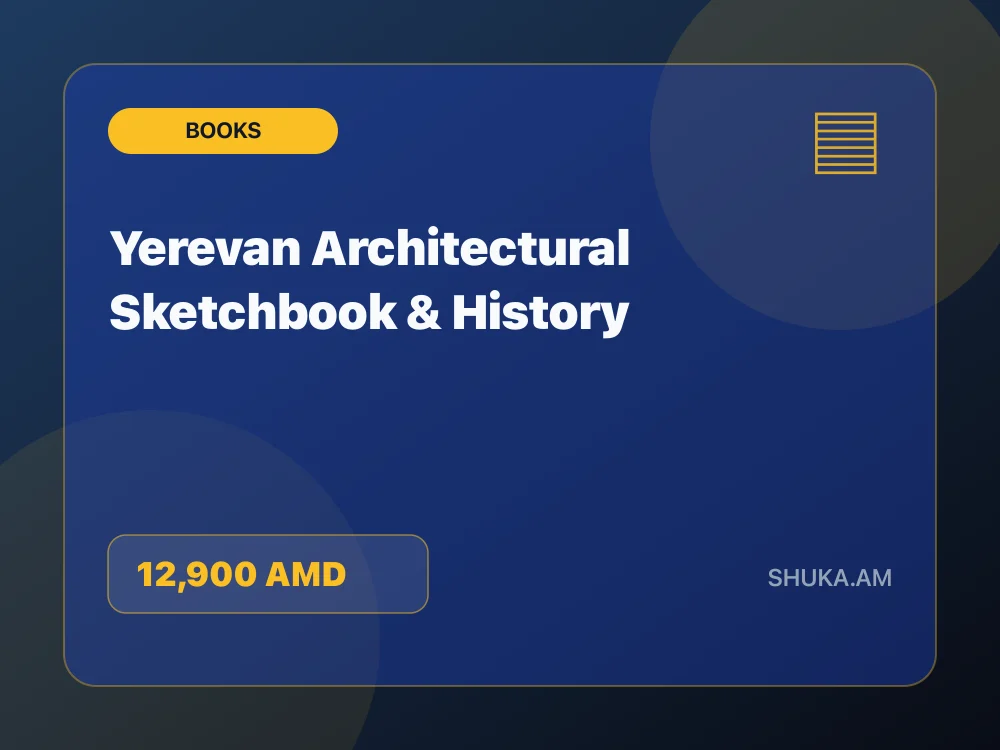 BOOKS
Yerevan Architectural
Sketchbook & History
12,900 AMD
SHUKA.AM